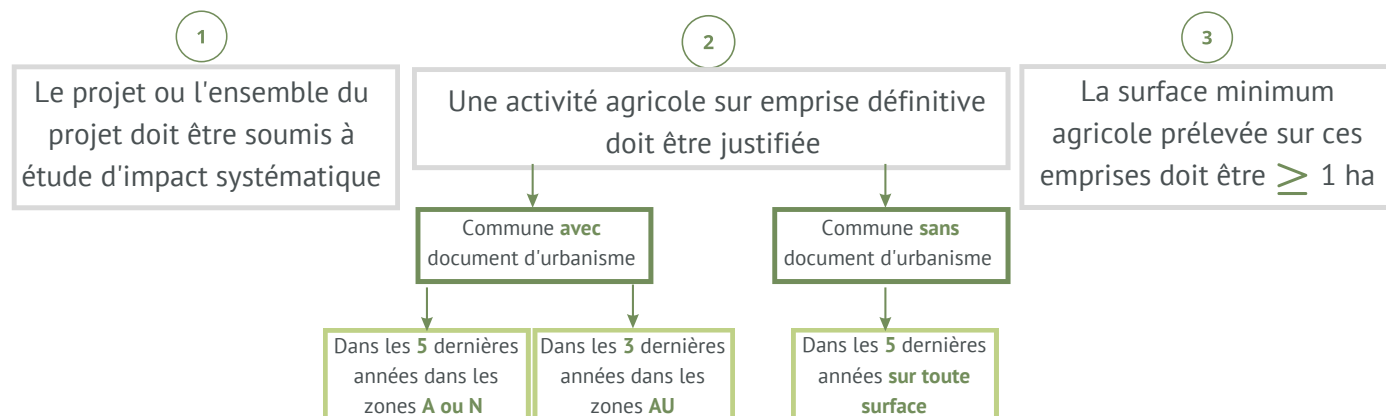 1
Le projet ou l'ensemble du
projet doit être soumis à
étude d'impact systématique
2
Une activité agricole sur emprise définitive
doit être justifiée
Commune avec
document d'urbanisme
Dans les 5 dernières
années dans les
zones A ou N
Dans les 3 dernières
années dans les
zones AU
Commune sans
document d'urbanisme
Dans les 5 dernières
années sur toute
surface
3
La surface minimum
agricole prélevée sur ces
emprises doit être ≥ 1 ha